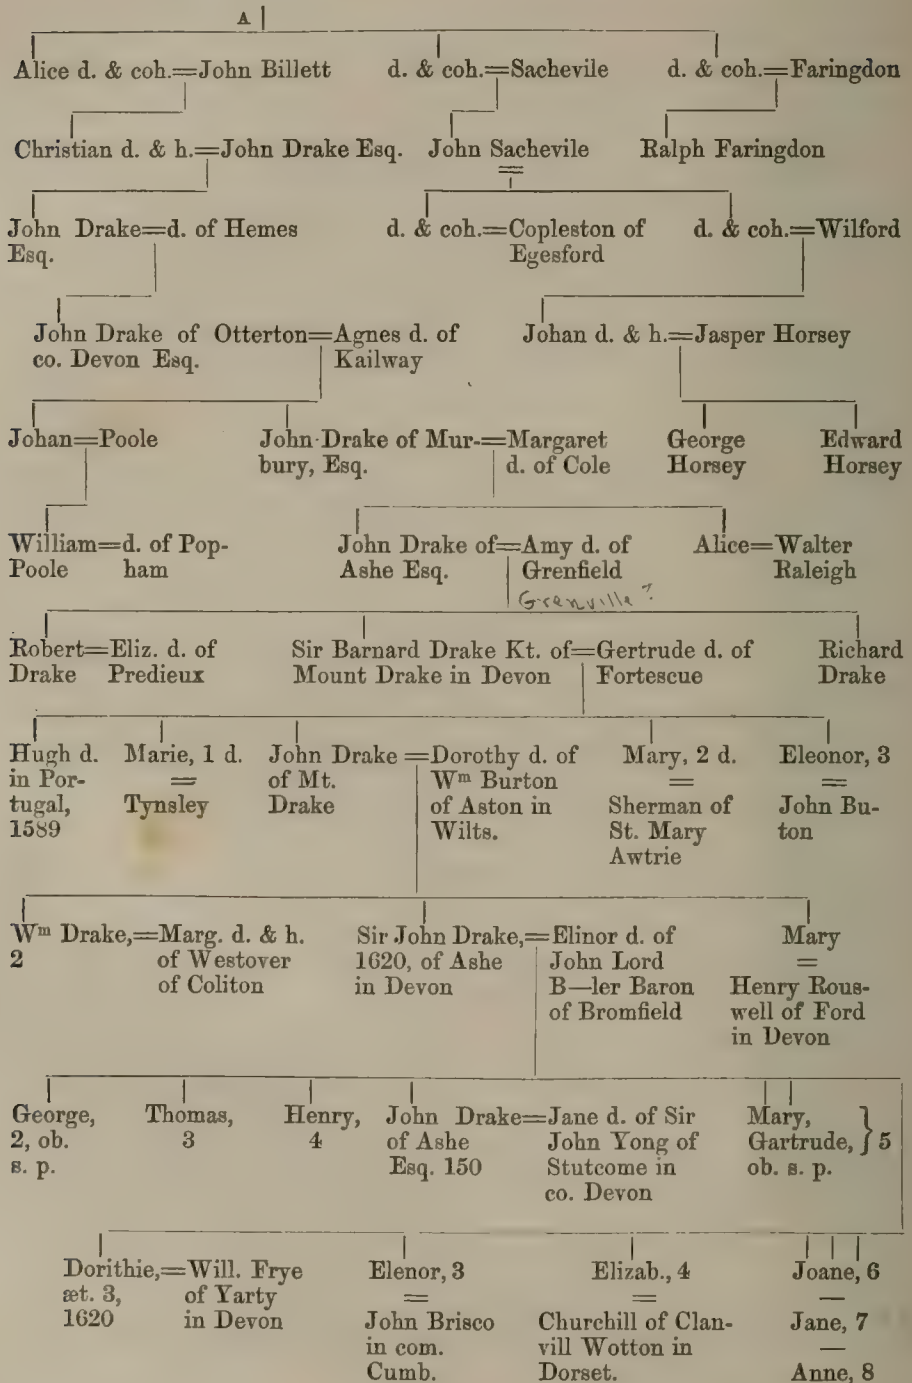 A
Alice d. & coh.=John Billett d. & coh.=Sachevile d. & coh.=Faringdon
Christian d. & h.=John Drake Esq. John Sachevile Ralph Faringdon
=
John Drake=d. of Hemes d. & coh.=Copleston of d. & coh.=Wilford
Esq. Egesford
John Drake of Otterton=Agnes d. of Johan d. & h.=Jasper Horsey
co. Devon Esq. Kailway
Johan=Poole John Drake of Mur-=Margaret George Edward
bury, Esq. d. of Cole Horsey Horsey
William=d. of Pop- John Drake of=Amy d. of Alice=Walter
Poole ham Ashe Esq. Grenfield Raleigh
Grenville?
Robert=Eliz. d. of Sir Barnard Drake Kt. of=Gertrude d. of Richard
Drake Predieux Mount Drake in Devon Fortescue Drake
Hugh d. Marie, 1 d. John Drake=Dorothy d. of Mary, 2 d. Eleonor, 3
in Por- = of Mt. Wm Burton = =
tugal, Tynsley Drake of Aston in Sherman of John Bu-
1589 Wilts. St. Mary ton
Awtrie
Wm Drake,=Marg. d. & h. Sir John Drake,=Elinor d. of Mary
2 of Westover 1620, of Ashe John Lord =
of Coliton in Devon B—ler Baron Henry Rous-
of Bromfield well of Ford
in Devon
George, Thomas, Henry, John Drake=Jane d. of Sir Mary,
2, ob. 3 4 of Ashe John Yong of Gartrude, } 5
s. p. Esq. 150 Stutcome in ob. s. p.
co. Devon
Dorithie,=Will. Frye Elenor, 3 Elizab., 4 Joane, 6
æt. 3, of Yarty = = —
1620 in Devon John Brisco Churchill of Clan- Jane, 7
in com. vill Wotton in —
Cumb. Dorset. Anne, 8